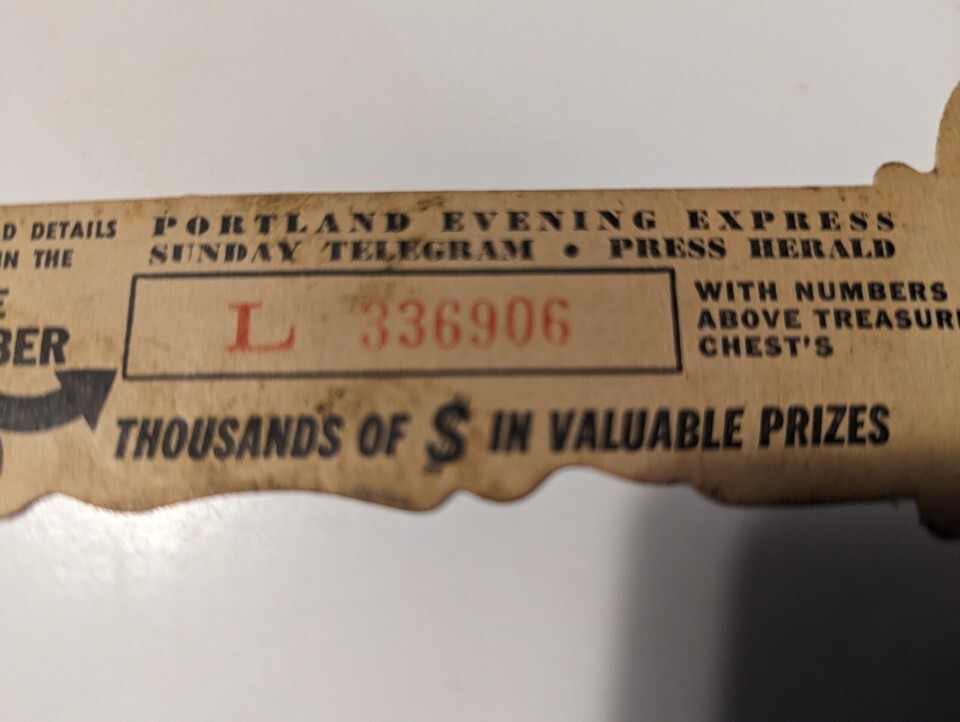 D DETAILS
IN THE
E
BER
PORTLAND EVENING EXPRESS
SUNDAY TELEGRAM • PRESS HERALD
L 336906
WITH NUMBERS
ABOVE TREASUR
CHEST'S
THOUSANDS OF $ IN VALUABLE PRIZES